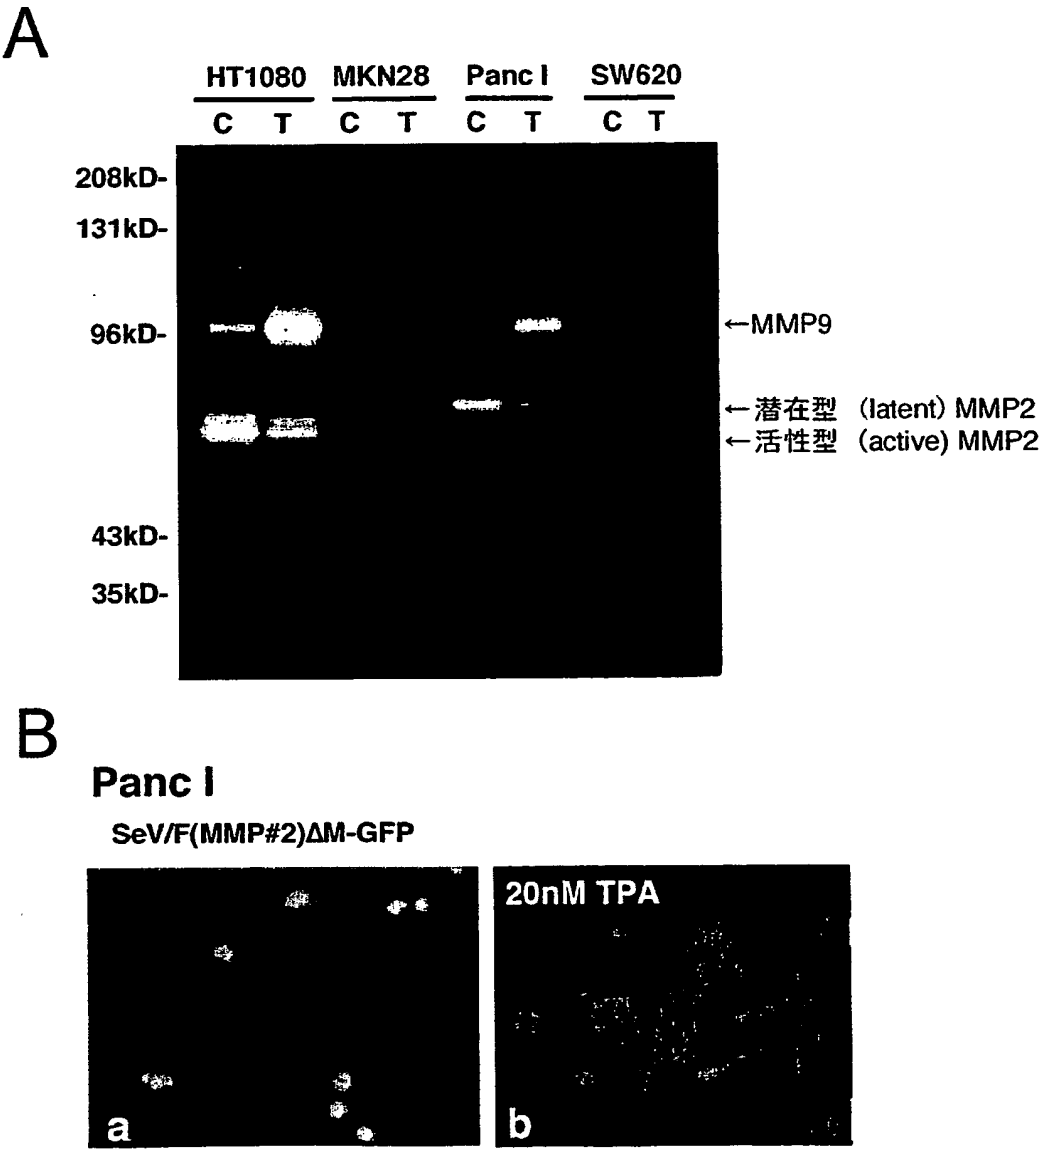 A
HT1080 MKN28 Panc I SW620
C T C T C T C T
208kD-
131kD-
96kD-
←MMP9
←潜在型 (latent) MMP2
←活性型 (active) MMP2
43kD-
35kD-
B
Panc I
SeV/F(MMP#2)ΔM-GFP
20nM TPA
a b